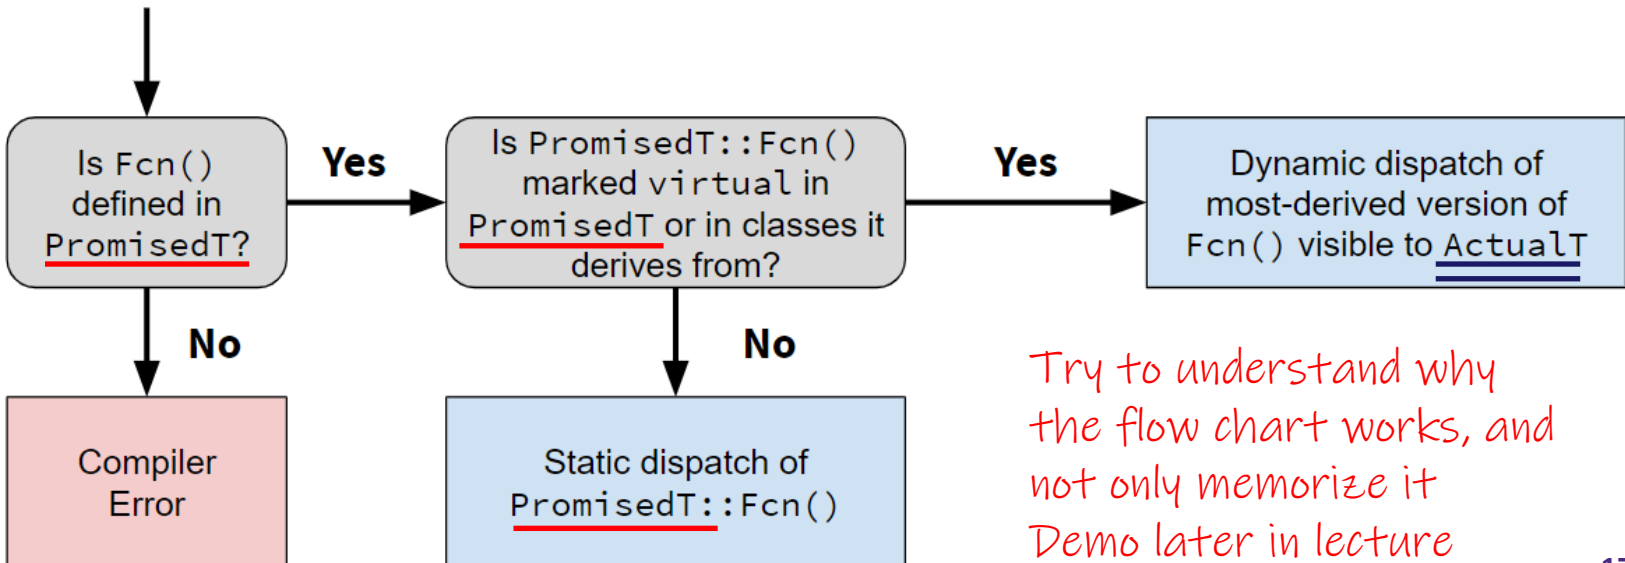 Is Fcn()
defined in
PromisedT?
Yes
Is PromisedT::Fcn()
marked virtual in
PromisedT or in classes it
derives from?
Yes
Dynamic dispatch of
most-derived version of
Fcn() visible to ActualT
No
No
Compiler
Error
Static dispatch of
PromisedT::Fcn()
Try to understand why
the flow chart works, and
not only memorize it
Demo later in lecture